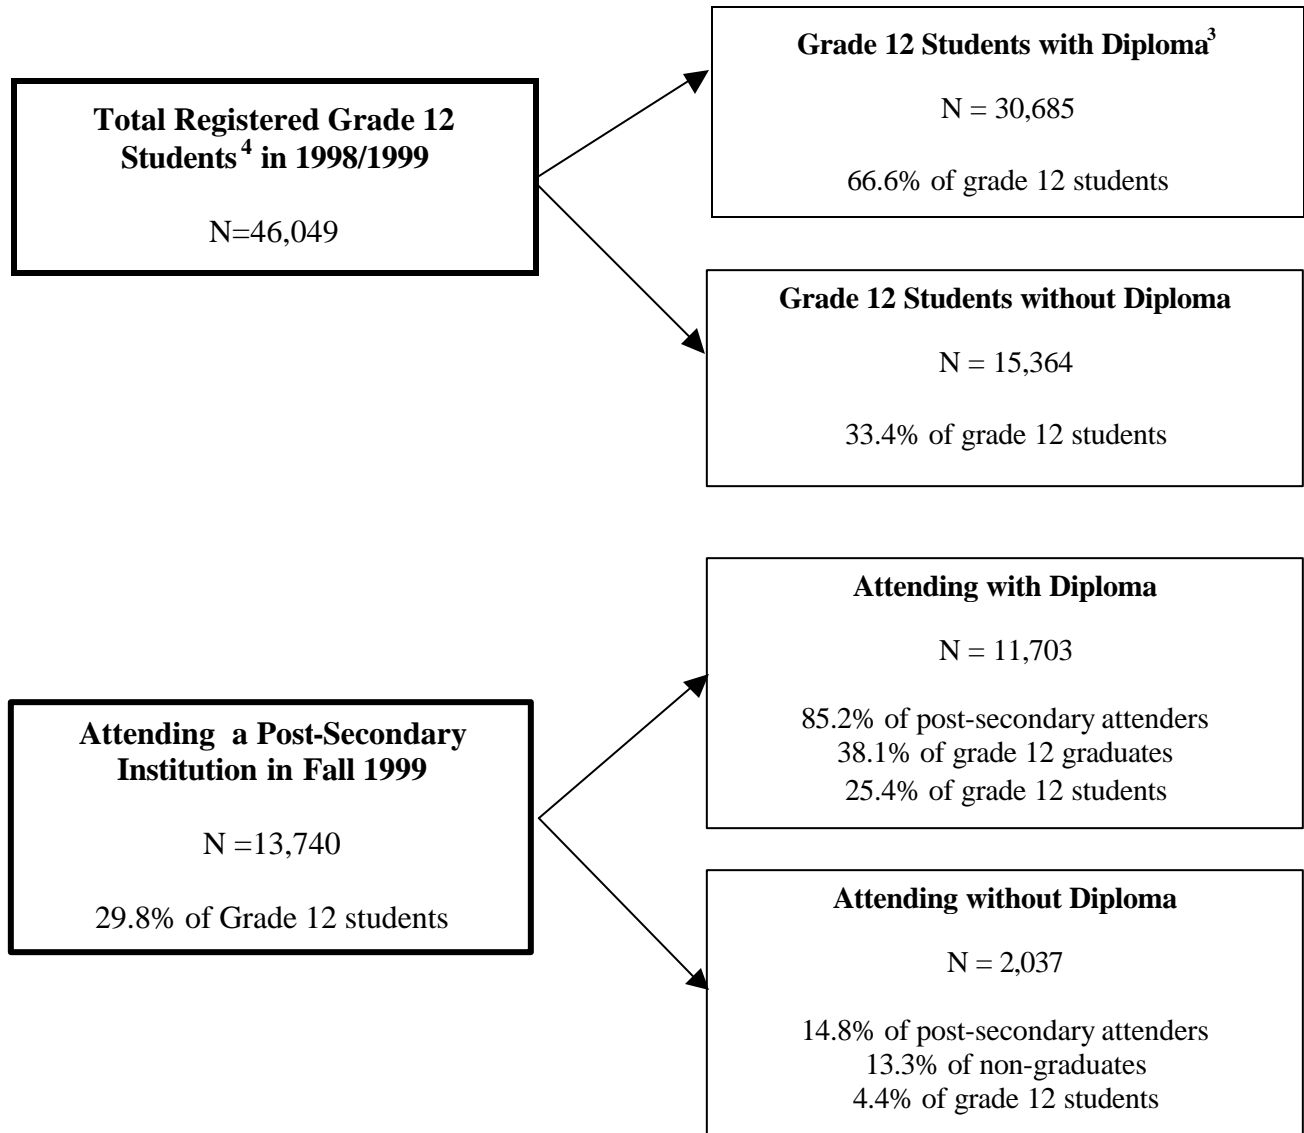 Total Registered Grade 12
Students⁴ in 1998/1999
N=46,049
Grade 12 Students with Diploma³
N = 30,685
66.6% of grade 12 students
Grade 12 Students without Diploma
N = 15,364
33.4% of grade 12 students
Attending a Post-Secondary
Institution in Fall 1999
N =13,740
29.8% of Grade 12 students
Attending with Diploma
N = 11,703
85.2% of post-secondary attenders
38.1% of grade 12 graduates
25.4% of grade 12 students
Attending without Diploma
N = 2,037
14.8% of post-secondary attenders
13.3% of non-graduates
4.4% of grade 12 students